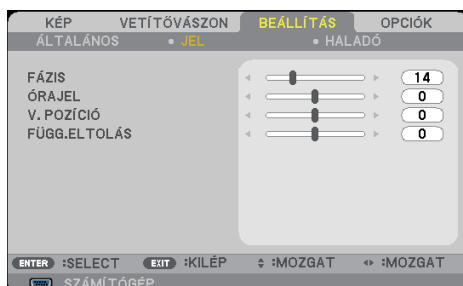 KÉP VETÍTŐVÁSZON BEÁLLÍTÁS OPCIÓK
ÁLTALÁNOS • JEL • HALADÓ
FÁZIS 14
ÓRAJEL 0
V. POZÍCIÓ 0
FÜGG.ELTOLÁS 0
ENTER :SELECT EXIT :KILÉP :MOZGAT :MOZGAT
SZÁMÍTÓGÉP